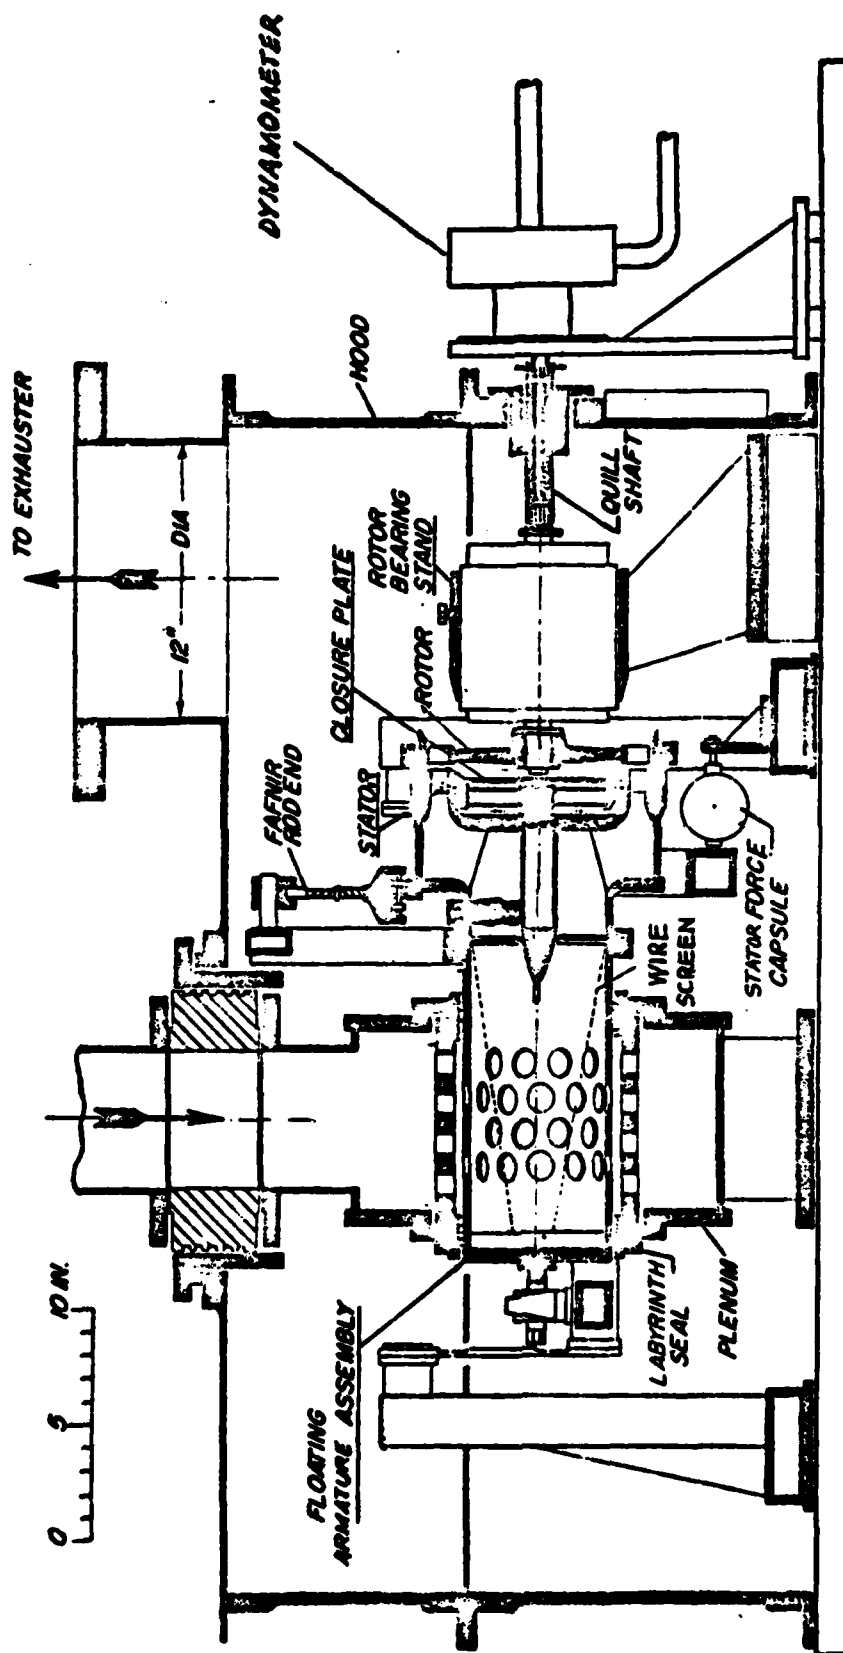 TO EXHAUSTER
12" DIA
HOOD
DYNAMOMETER
FAFNIR
ROD END
STATOR
CLOSURE PLATE
ROTOR
ROTOR
BEARING
STAND
QUILL
SHAFT
0 5 10 IN.
FLOATING
ARMATURE ASSEMBLY
LABYRINTH
SEAL
PLENUM
WIRE
SCREEN
STATOR FORCE
CAPSULE